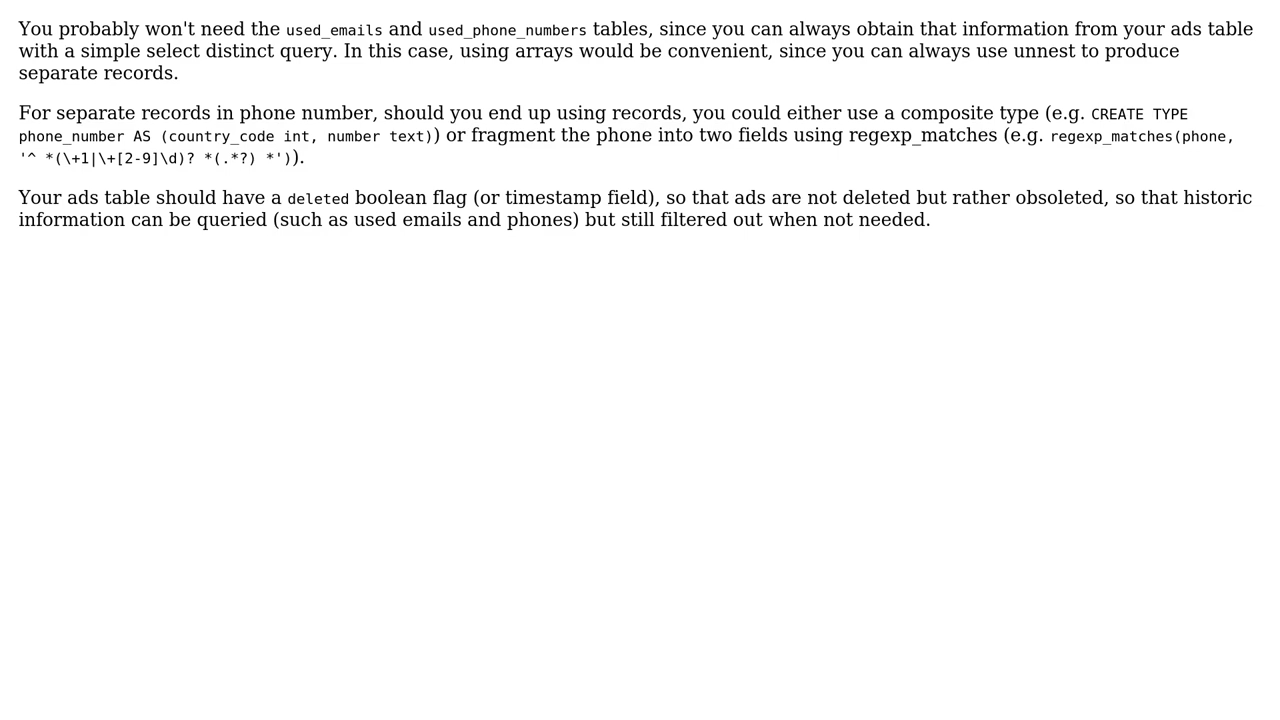 You probably won't need the used_emails and used_phone_numbers tables, since you can always obtain that information from your ads table
with a simple select distinct query. In this case, using arrays would be convenient, since you can always use unnest to produce
separate records.
For separate records in phone number, should you end up using records, you could either use a composite type (e.g. CREATE TYPE
phone_number AS (country_code int, number text)) or fragment the phone into two fields using regexp_matches (e.g. regexp_matches(phone,
'^ *(\+1|\+[2-9]\d)? *(.*?) *')).
Your ads table should have a deleted boolean flag (or timestamp field), so that ads are not deleted but rather obsoleted, so that historic
information can be queried (such as used emails and phones) but still filtered out when not needed.